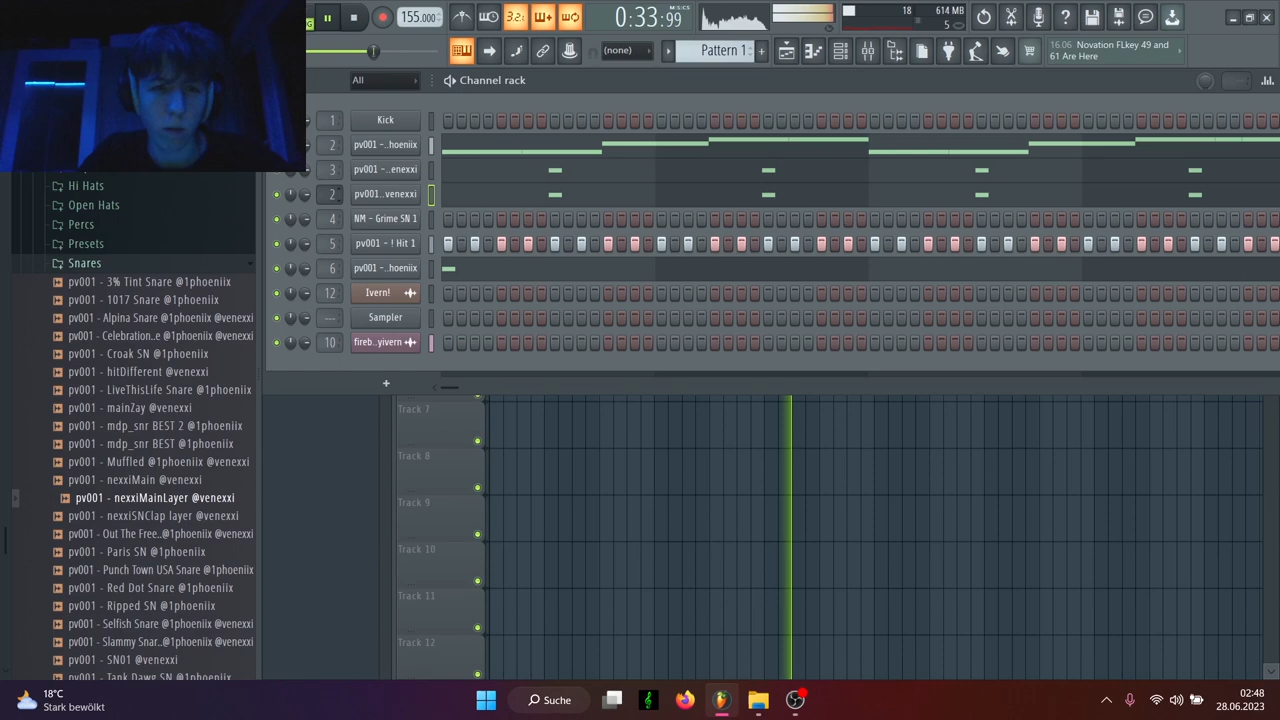 155.000
3.2.
0:33:99
M:S:CS
18
614 MB
5
(none)
Pattern 1
16.06 Novation FLkey 49 and
61 Are Here
All
Channel rack
1 Kick
2 pv001 -..hoeniix
3 pv001 -..enexxi
2 pv001..venexxi
4 NM - Grime SN 1
5 pv001 - ! Hit 1
6 pv001 -..hoeniix
12 Ivern!
--- Sampler
10 fireb..yivern
Hi Hats
Open Hats
Percs
Presets
Snares
pv001 - 3% Tint Snare @1phoeniix
pv001 - 1017 Snare @1phoeniix
pv001 - Alpina Snare @1phoeniix @venexxi
pv001 - Celebration..e @1phoeniix @venexxi
pv001 - Croak SN @1phoeniix
pv001 - hitDifferent @venexxi
pv001 - LiveThisLife Snare @1phoeniix
pv001 - mainZay @venexxi
pv001 - mdp_snr BEST 2 @1phoeniix
pv001 - mdp_snr BEST @1phoeniix
pv001 - Muffled @1phoeniix @venexxi
pv001 - nexxiMain @venexxi
pv001 - nexxiMainLayer @venexxi
pv001 - nexxiSNClap layer @venexxi
pv001 - Out The Free..@1phoeniix @venexxi
pv001 - Paris SN @1phoeniix
pv001 - Punch Town USA Snare @1phoeniix
pv001 - Red Dot Snare @1phoeniix
pv001 - Ripped SN @1phoeniix
pv001 - Selfish Snare @1phoeniix @venexxi
pv001 - Slammy Snar..@1phoeniix @venexxi
pv001 - SN01 @venexxi
pv001 - Tank Dawg SN @1phoeniix
Track 7
Track 8
Track 9
Track 10
Track 11
Track 12
18°C
Stark bewölkt
Suche
02:48
28.06.2023